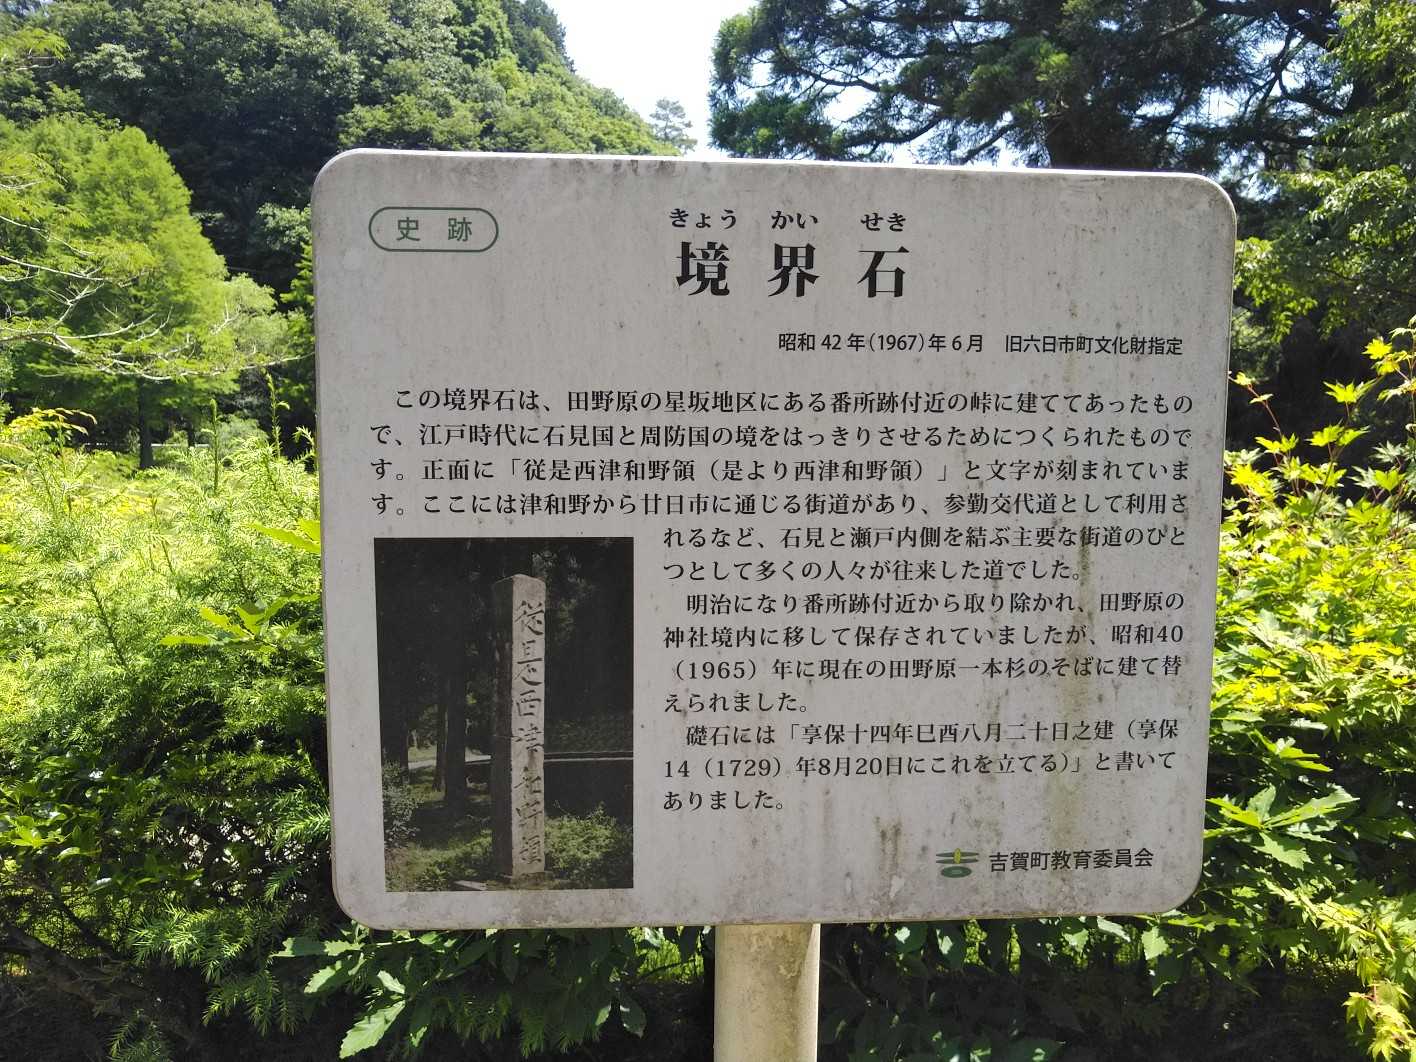 史跡
きょう かい せき
境界石
昭和42年(1967)年6月 旧六日市町文化財指定
この境界石は、田野原の星坂地区にある番所跡付近の峠に建ててあったもの
で、江戸時代に石見国と周防国の境をはっきりさせるためにつくられたもので
す。正面に「従是西津和野領（是より西津和野領）」と文字が刻まれていま
す。ここには津和野から廿日市に通じる街道があり、参勤交代道として利用さ
れるなど、石見と瀬戸内側を結ぶ主要な街道のひと
つとして多くの人々が往来した道でした。
明治になり番所跡付近から取り除かれ、田野原の
神社境内に移して保存されていましたが、昭和40
（1965）年に現在の田野原一本杉のそばに建て替
えられました。
礎石には「享保十四年巳酉八月二十日之建（享保
14（1729）年8月20日にこれを立てる）」と書いて
ありました。
従是西津和野領
吉賀町教育委員会